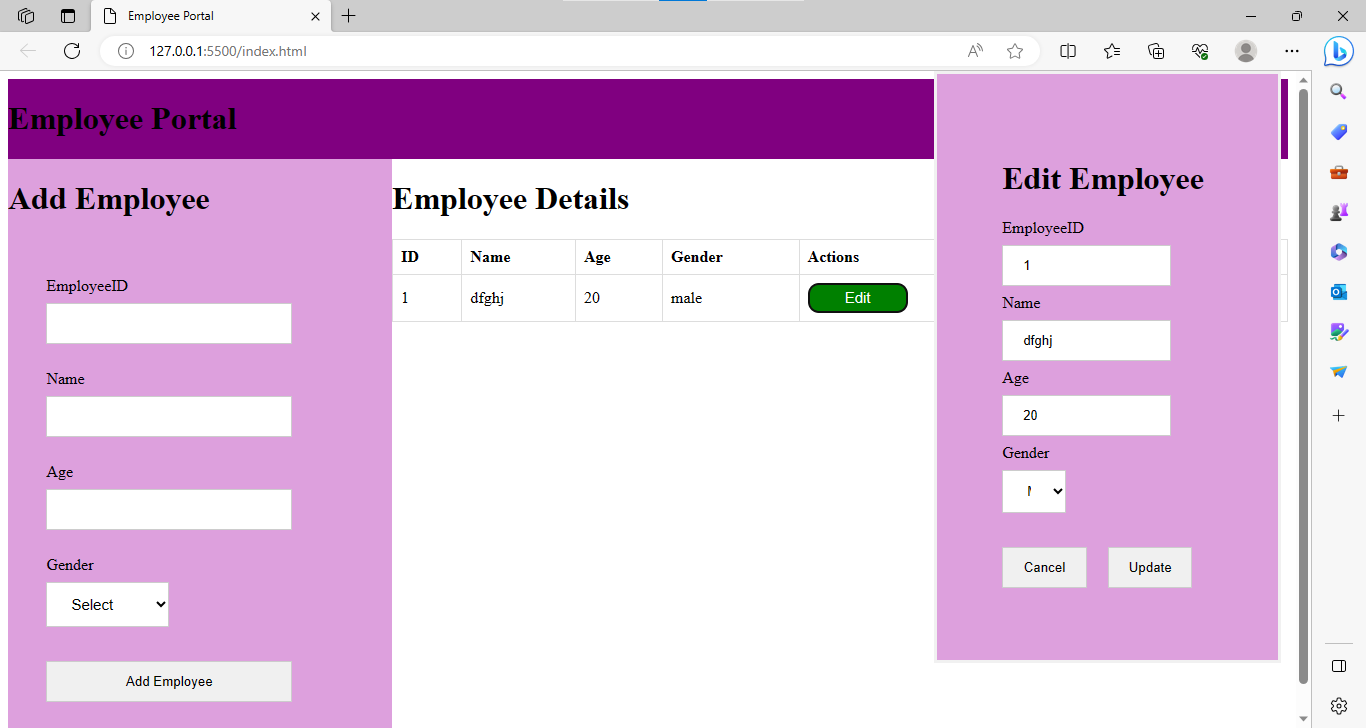 Employee Portal
127.0.0.1:5500/index.html
Employee Portal
Add Employee
EmployeeID
Name
Age
Gender
Select
Add Employee
Employee Details
ID Name Age Gender Actions
1 dfghj 20 male Edit
Edit Employee
EmployeeID
1
Name
dfghj
Age
20
Gender
Cancel Update